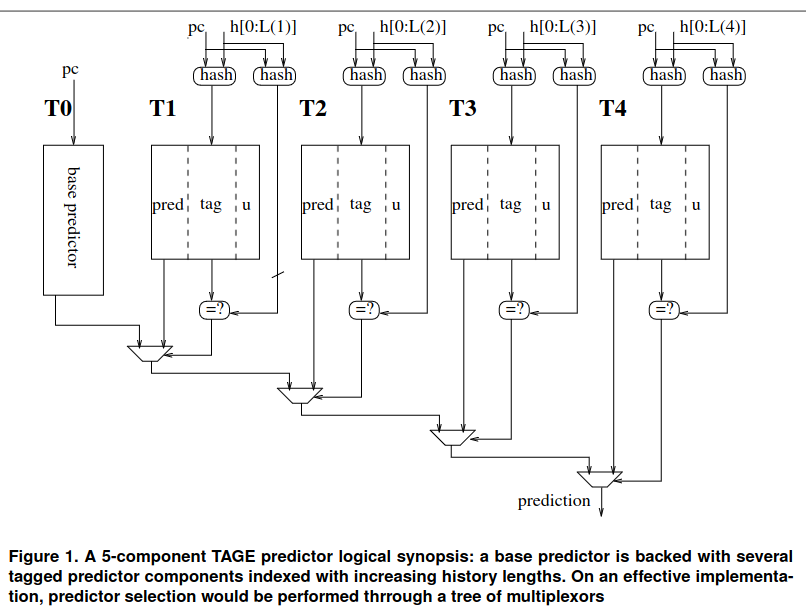 pc h[0:L(1)] pc h[0:L(2)] pc h[0:L(3)] pc h[0:L(4)]
pc hash hash hash hash hash hash hash hash
T0 T1 T2 T3 T4
base predictor
pred tag u pred tag u pred tag u pred tag u
=? =? =? =?
prediction
Figure 1. A 5-component TAGE predictor logical synopsis: a base predictor is backed with several
tagged predictor components indexed with increasing history lengths. On an effective implementa-
tion, predictor selection would be performed thrrough a tree of multiplexors